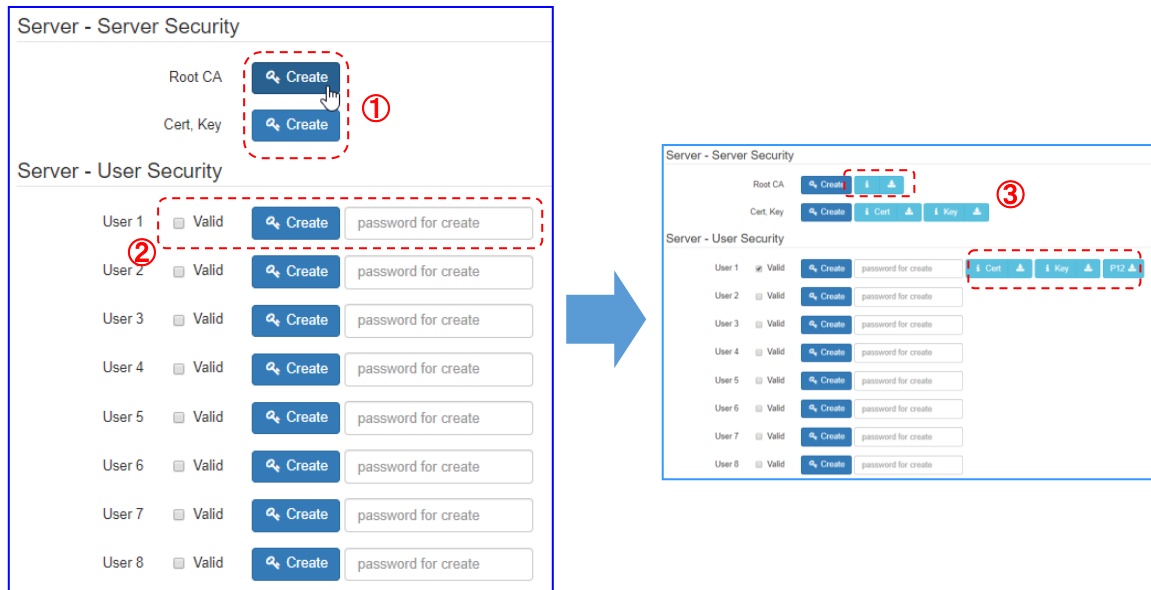 Server - Server Security
Root CA Create
①
Cert, Key Create
Server - User Security
User 1 Valid Create password for create
②
User 2 Valid Create password for create
User 3 Valid Create password for create
User 4 Valid Create password for create
User 5 Valid Create password for create
User 6 Valid Create password for create
User 7 Valid Create password for create
User 8 Valid Create password for create
Server - Server Security
Root CA Create i
③
Cert, Key Create i Cert i Key
Server - User Security
User 1 Valid Create password for create i Cert i Key P12
User 2 Valid Create password for create
User 3 Valid Create password for create
User 4 Valid Create password for create
User 5 Valid Create password for create
User 6 Valid Create password for create
User 7 Valid Create password for create
User 8 Valid Create password for create